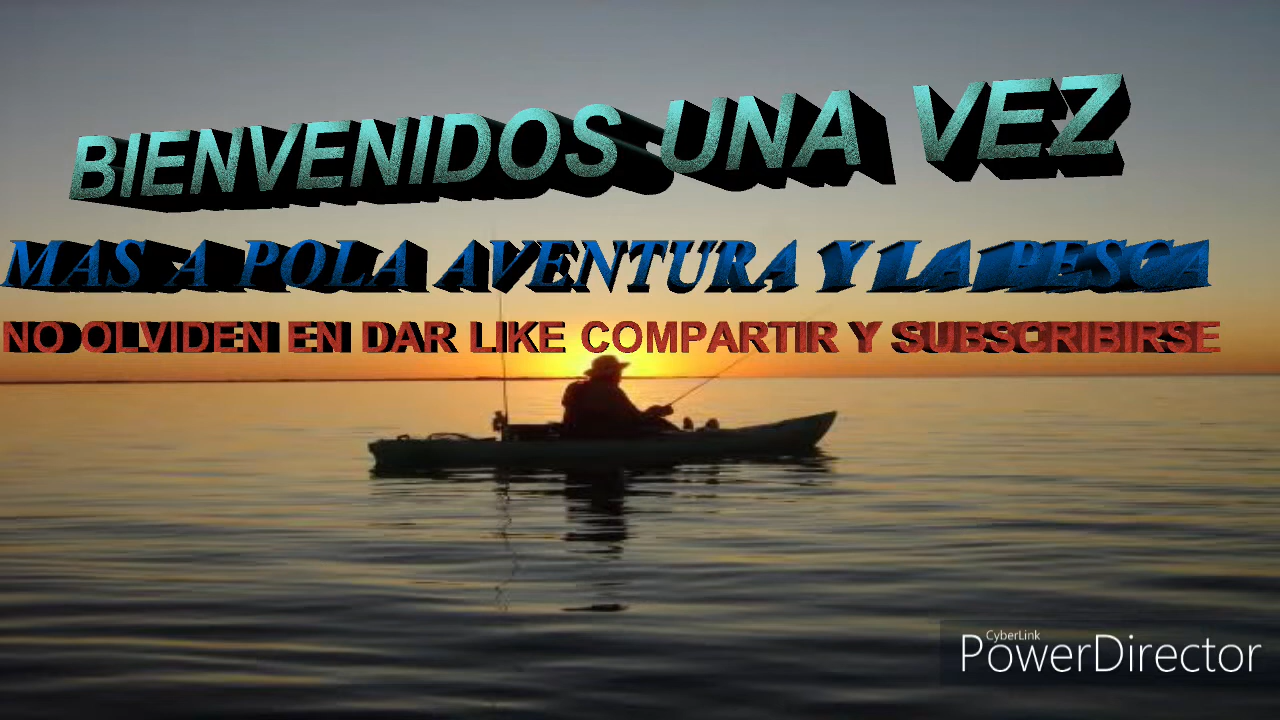 BIENVENIDOS UNA VEZ
MAS A POLA AVENTURA Y LA PESCA
NO OLVIDEN EN DAR LIKE COMPARTIR Y SUBSCRIBIRSE
CyberLink
PowerDirector